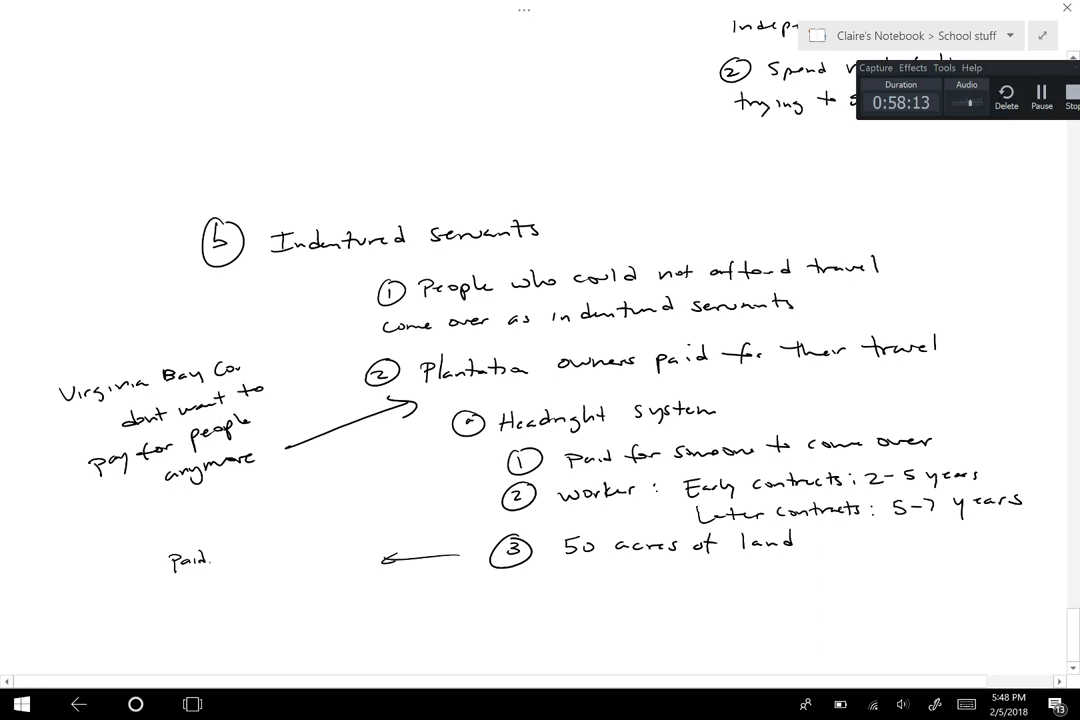 Indep
Claire's Notebook > School stuff
② Spend
trying to
Capture Effects Tools Help
Duration
Audio
0:58:13
Delete
Pause
Stop
ⓑ Indentured servants
① People who could not afford travel
come over as indentured servants
② Plantation owners paid for their travel
Virginia Bay Co.
dont want to
pay for people
anymore
ⓐ Headright system
① Paid for someone to come over
② worker : Early contracts : 2-5 years
Later contracts : 5-7 years
③ 50 acres of land
Paid.
5:48 PM
2/5/2018
13